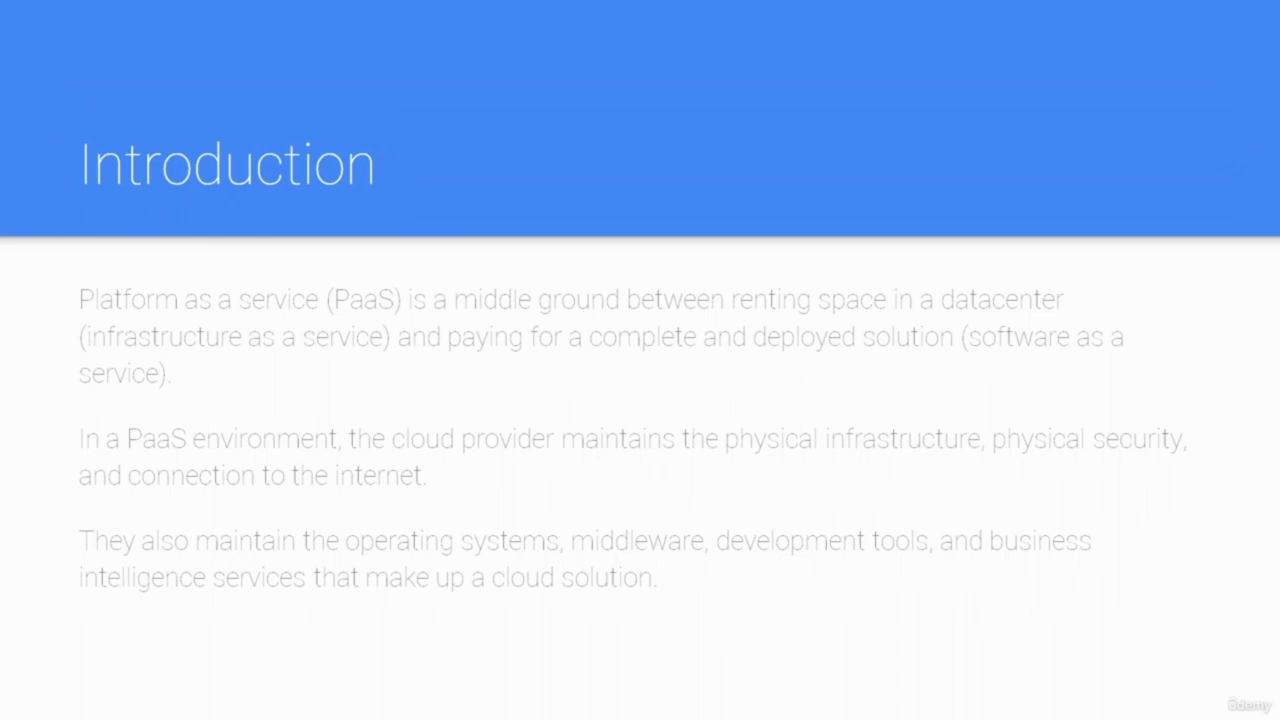 Introduction
Platform as a service (PaaS) is a middle ground between renting space in a datacenter
(infrastructure as a service) and paying for a complete and deployed solution (software as a
service).
In a PaaS environment, the cloud provider maintains the physical infrastructure, physical security,
and connection to the internet.
They also maintain the operating systems, middleware, development tools, and business
intelligence services that make up a cloud solution.
ûdemy